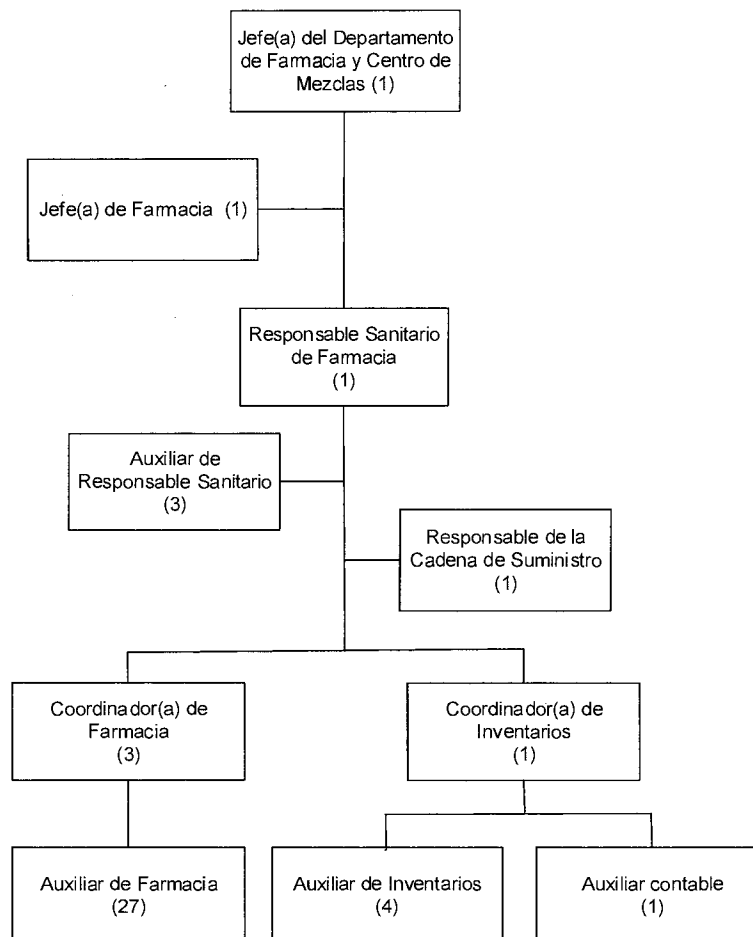 Jefe(a) del Departamento
de Farmacia y Centro de
Mezclas (1)
Jefe(a) de Farmacia (1)
Responsable Sanitario
de Farmacia
(1)
Auxiliar de
Responsable Sanitario
(3)
Responsable de la
Cadena de Suministro
(1)
Coordinador(a) de
Farmacia
(3)
Coordinador(a) de
Inventarios
(1)
Auxiliar de Farmacia
(27)
Auxiliar de Inventarios
(4)
Auxiliar contable
(1)